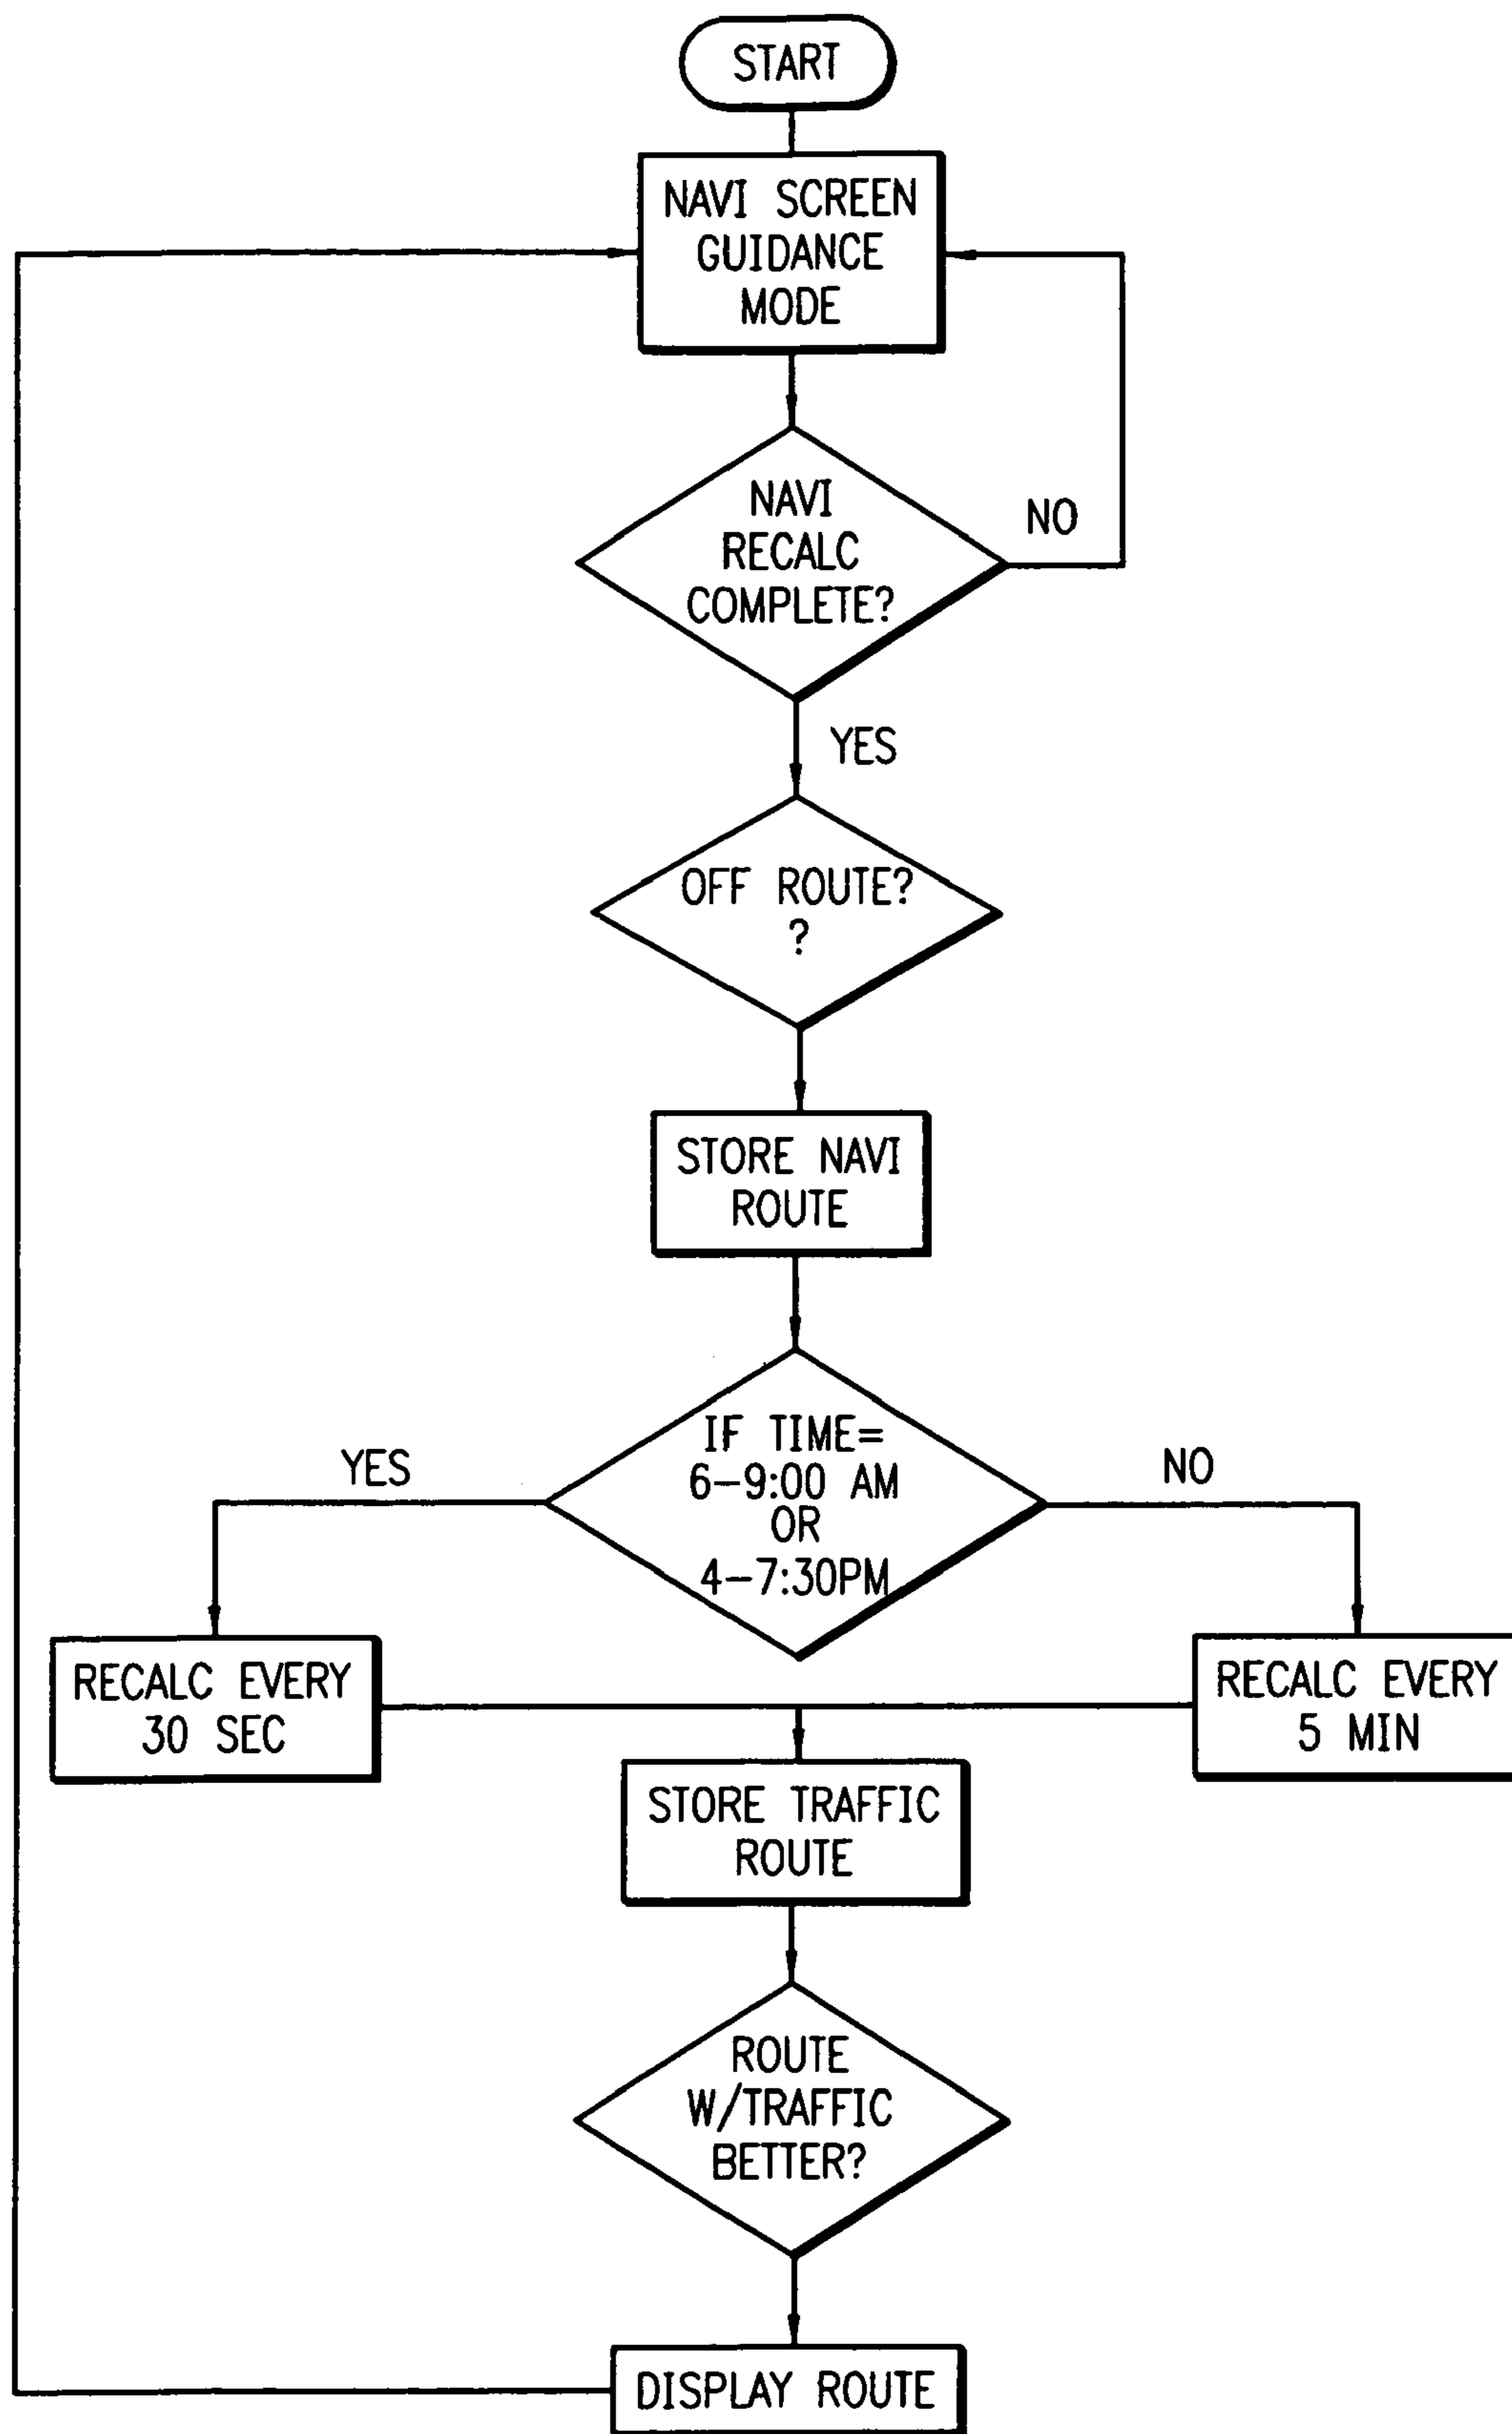 START
NAVI SCREEN
GUIDANCE
MODE
NAVI
RECALC
COMPLETE?
NO
YES
OFF ROUTE?
?
STORE NAVI
ROUTE
IF TIME=
6-9:00 AM
OR
4-7:30PM
YES
NO
RECALC EVERY
30 SEC
RECALC EVERY
5 MIN
STORE TRAFFIC
ROUTE
ROUTE
W/TRAFFIC
BETTER?
DISPLAY ROUTE